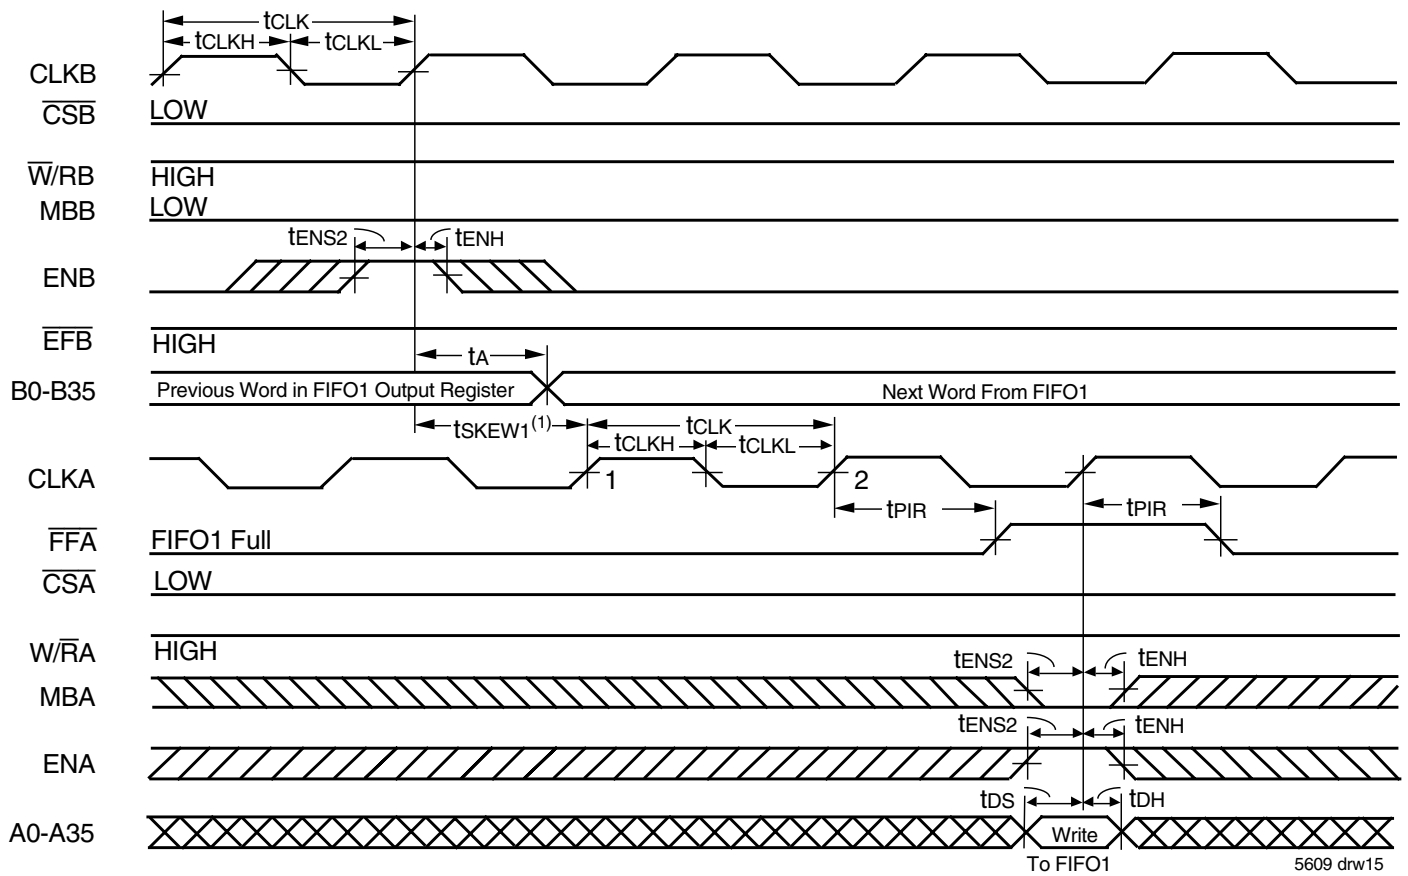 tCLK
tCLKH tCLKL
CLKB
CSB LOW
W/RB HIGH
MBB LOW
tENS2 tENH
ENB
EFB HIGH
tA
B0-B35 Previous Word in FIFO1 Output Register Next Word From FIFO1
tSKEW1(1) tCLK
tCLKH tCLKL
CLKA 1 2
tPIR tPIR
FFA FIFO1 Full
CSA LOW
W/RA HIGH
tENS2 tENH
MBA
tENS2 tENH
ENA
tDS tDH
A0-A35 Write
To FIFO1 5609 drw15